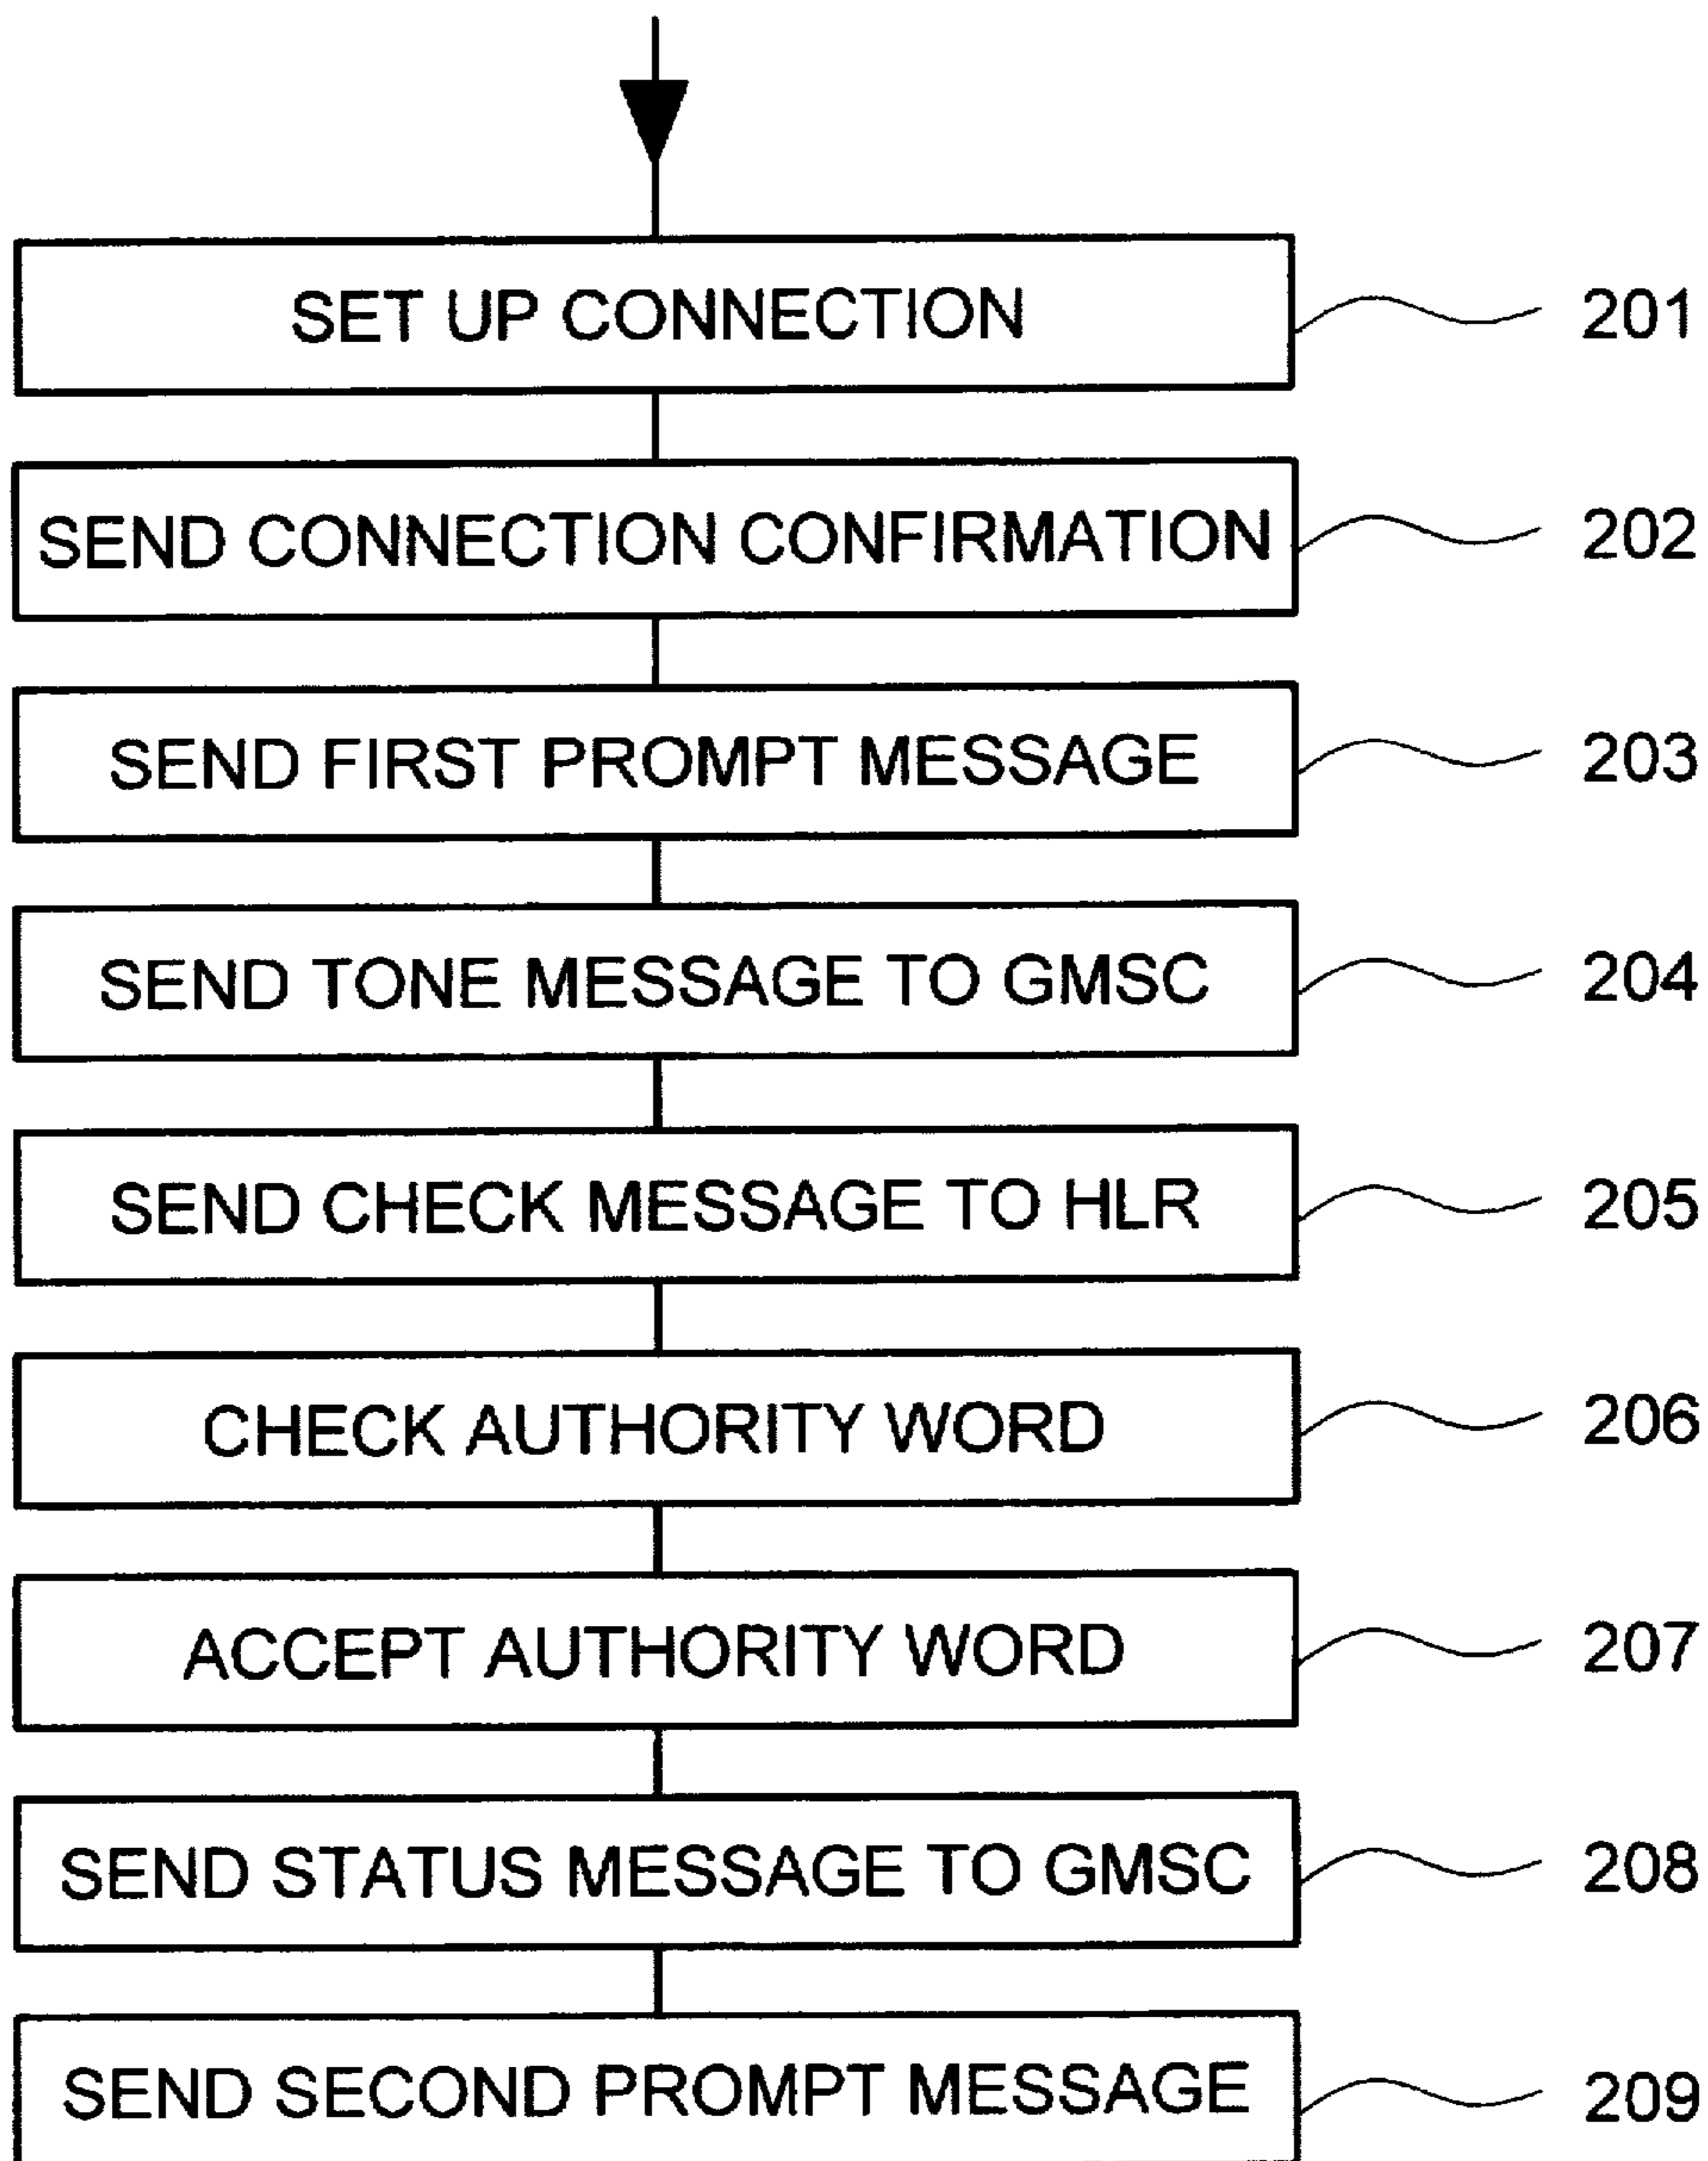 SET UP CONNECTION 201
SEND CONNECTION CONFIRMATION 202
SEND FIRST PROMPT MESSAGE 203
SEND TONE MESSAGE TO GMSC 204
SEND CHECK MESSAGE TO HLR 205
CHECK AUTHORITY WORD 206
ACCEPT AUTHORITY WORD 207
SEND STATUS MESSAGE TO GMSC 208
SEND SECOND PROMPT MESSAGE 209